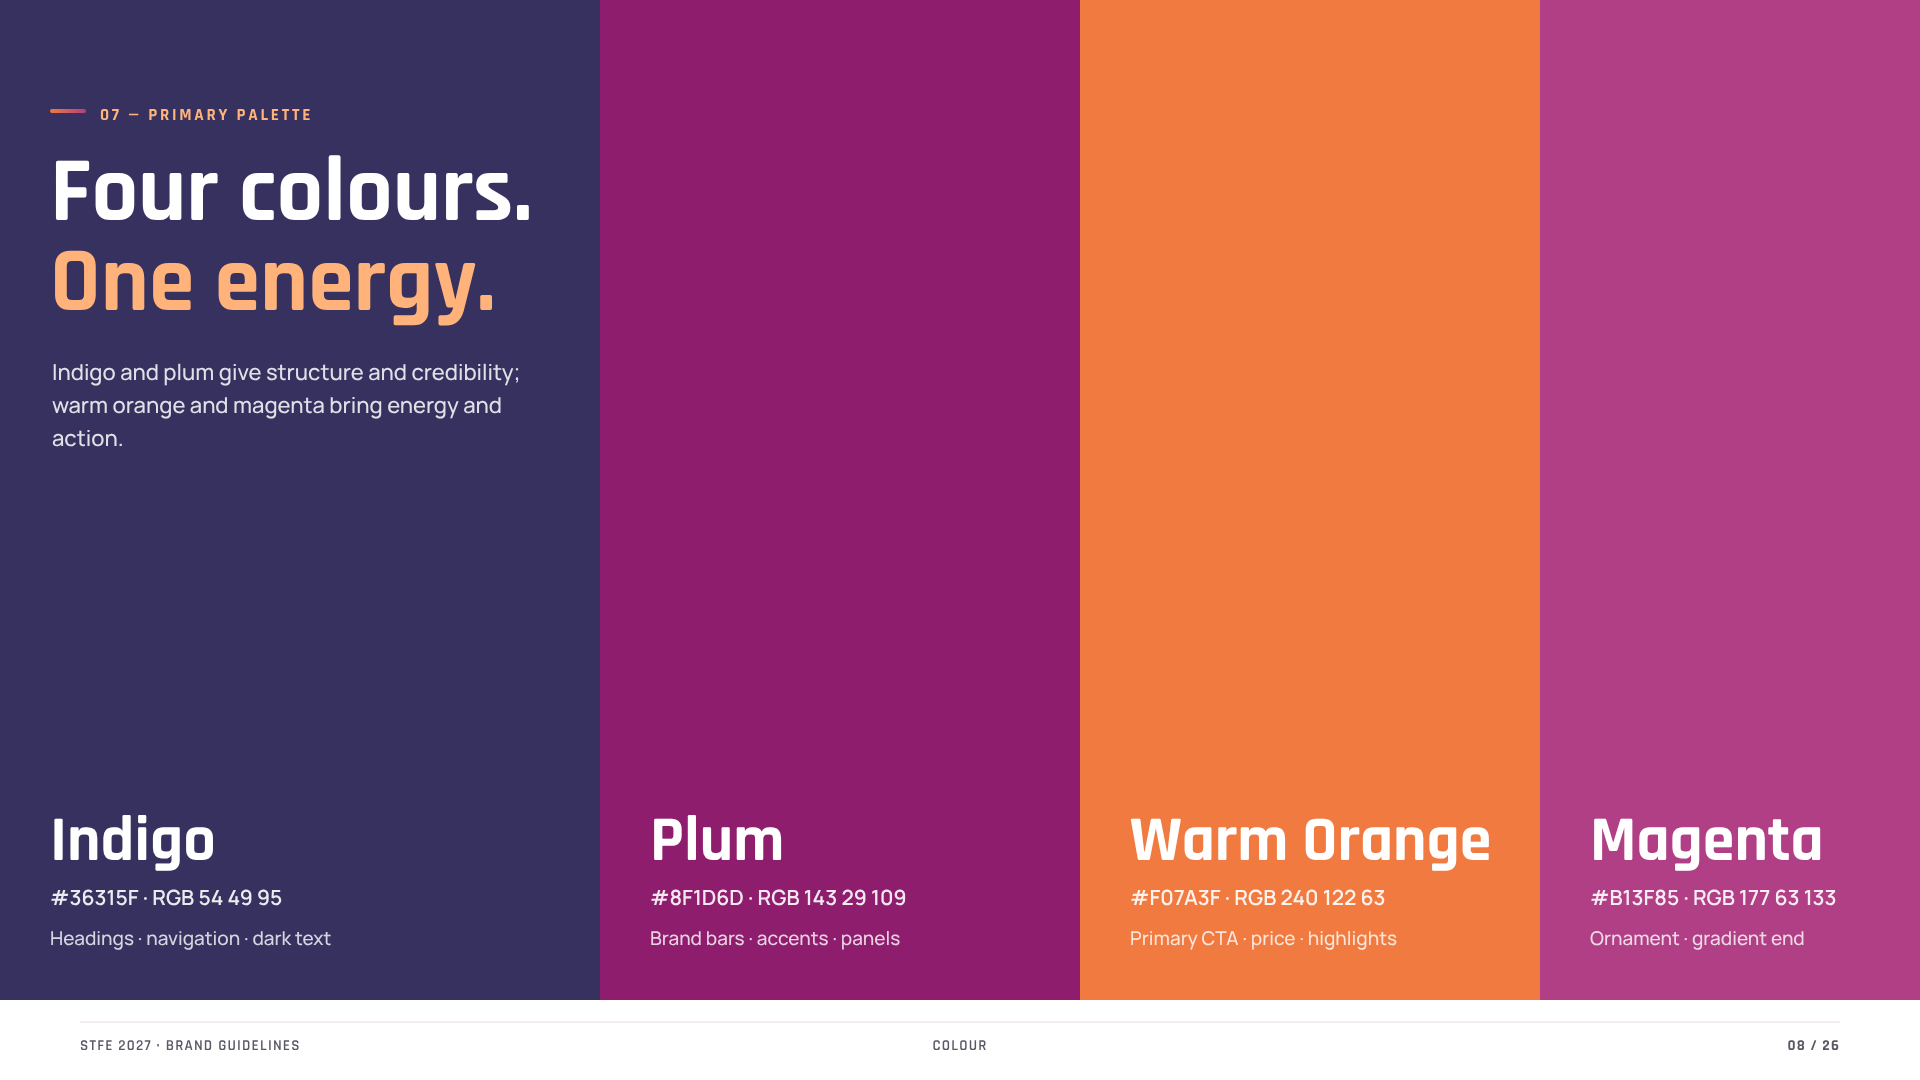 07 — PRIMARY PALETTE
Four colours.
One energy.
Indigo and plum give structure and credibility;
warm orange and magenta bring energy and
action.
Indigo
#36315F · RGB 54 49 95
Headings · navigation · dark text
Plum
#8F1D6D · RGB 143 29 109
Brand bars · accents · panels
Warm Orange
#F07A3F · RGB 240 122 63
Primary CTA · price · highlights
Magenta
#B13F85 · RGB 177 63 133
Ornament · gradient end
STFE 2027 · BRAND GUIDELINES
COLOUR
08 / 26